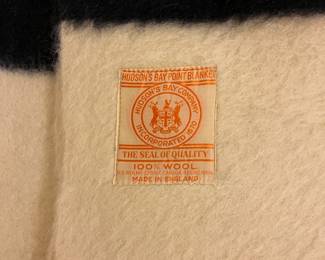 HUDSON'S BAY POINT BLANKET
HUDSON'S BAY COMPANY
INCORPORATED 1670
THE SEAL OF QUALITY
100% WOOL
MADE IN ENGLAND